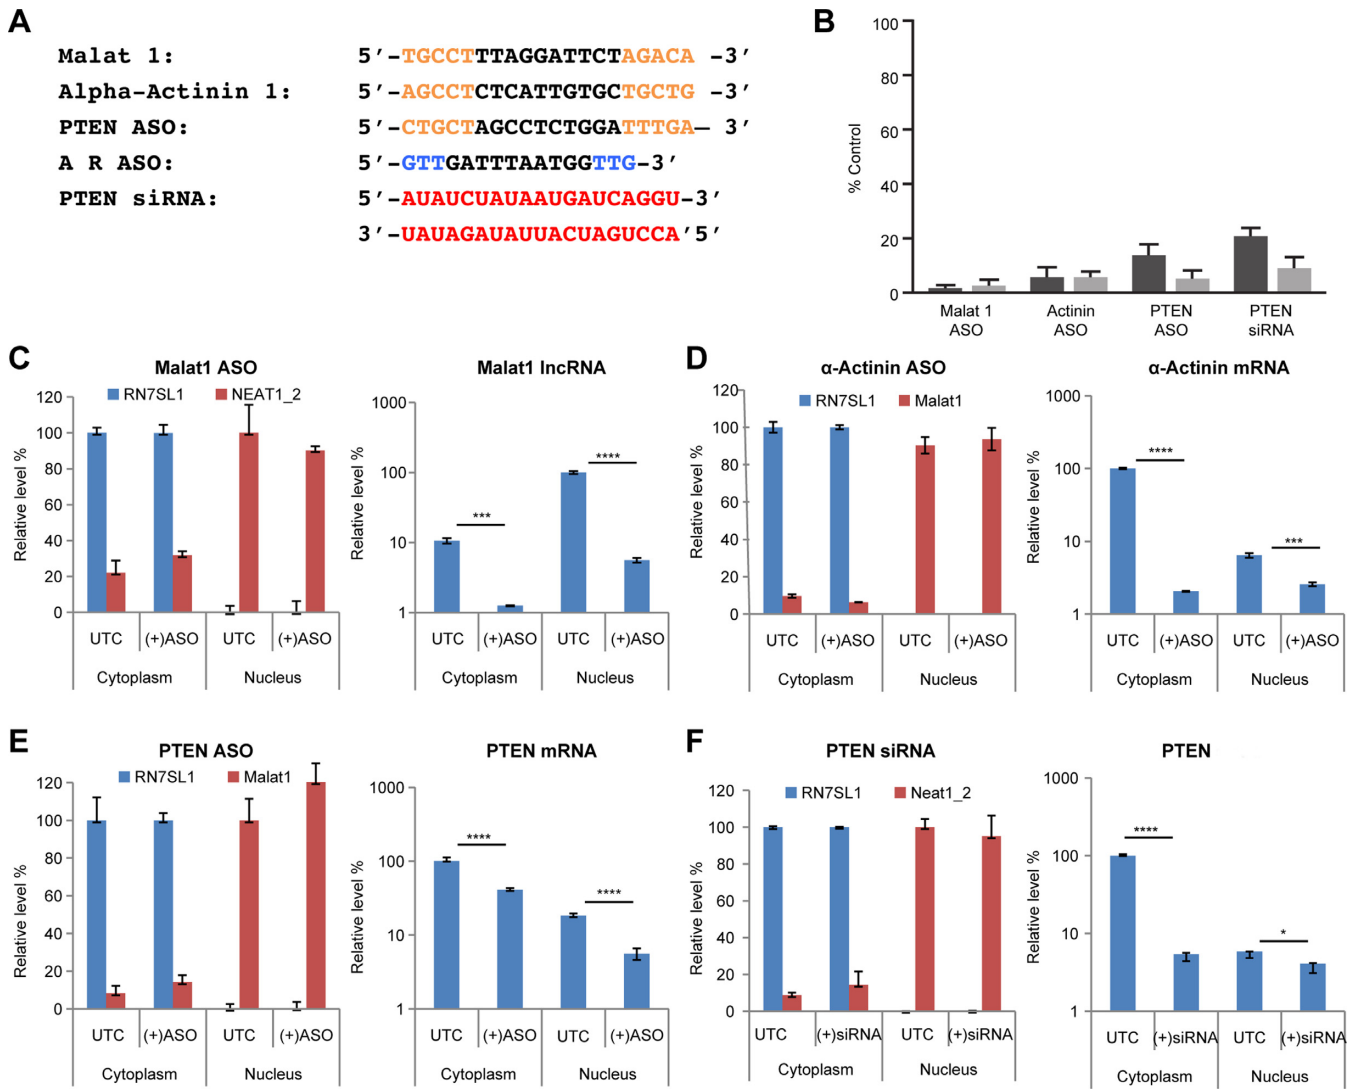 A
Malat 1: 5′-TGCCTTTAGGATTCTAGACA -3′
Alpha-Actinin 1: 5′-AGCCTCTCATTGTGCTGCTG -3′
PTEN ASO: 5′-CTGCTAGCCTCTGGATTTGA— 3′
A R ASO: 5′-GTTGATTTAATGGTTG-3′
PTEN siRNA: 5′-AUAUCUAUAAUGAUCAGGU-3′
3′-UAUAGAUAUUACUAGUCCA′5′
B
% Control
100
80
60
40
20
0
Malat 1 ASO
Actinin ASO
PTEN ASO
PTEN siRNA
C
Malat1 ASO
RN7SL1 NEAT1_2
Relative level %
120
100
80
60
40
20
0
UTC (+)ASO UTC (+)ASO
Cytoplasm Nucleus
Malat1 lncRNA
Relative level %
1000
100
10
1
***
****
UTC (+)ASO UTC (+)ASO
Cytoplasm Nucleus
D
α-Actinin ASO
RN7SL1 Malat1
Relative level %
120
100
80
60
40
20
0
UTC (+)ASO UTC (+)ASO
Cytoplasm Nucleus
α-Actinin mRNA
Relative level %
1000
100
10
1
****
***
UTC (+)ASO UTC (+)ASO
Cytoplasm Nucleus
E
PTEN ASO
RN7SL1 Malat1
Relative level %
120
100
80
60
40
20
0
UTC (+)ASO UTC (+)ASO
Cytoplasm Nucleus
PTEN mRNA
Relative level %
1000
100
10
1
****
****
UTC (+)ASO UTC (+)ASO
Cytoplasm Nucleus
F
PTEN siRNA
RN7SL1 Neat1_2
Relative level %
120
100
80
60
40
20
0
UTC (+)siRNA UTC (+)siRNA
Cytoplasm Nucleus
PTEN
Relative level %
1000
100
10
1
****
*
UTC (+)siRNA UTC (+)siRNA
Cytoplasm Nucleus